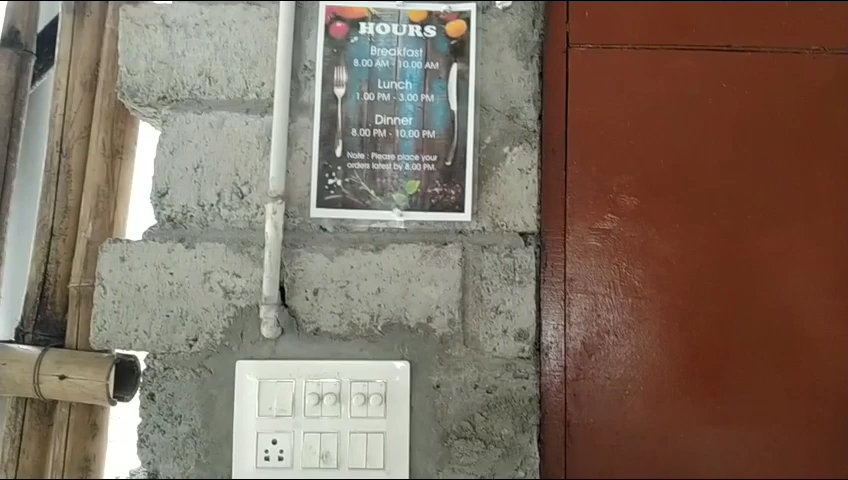 HOURS
Breakfast
8.00 AM - 10.00 AM
Lunch
1.00 PM - 3.00 PM
Dinner
8.00 PM - 10.00 PM
Note : Please place your
orders latest by 8.00 PM.